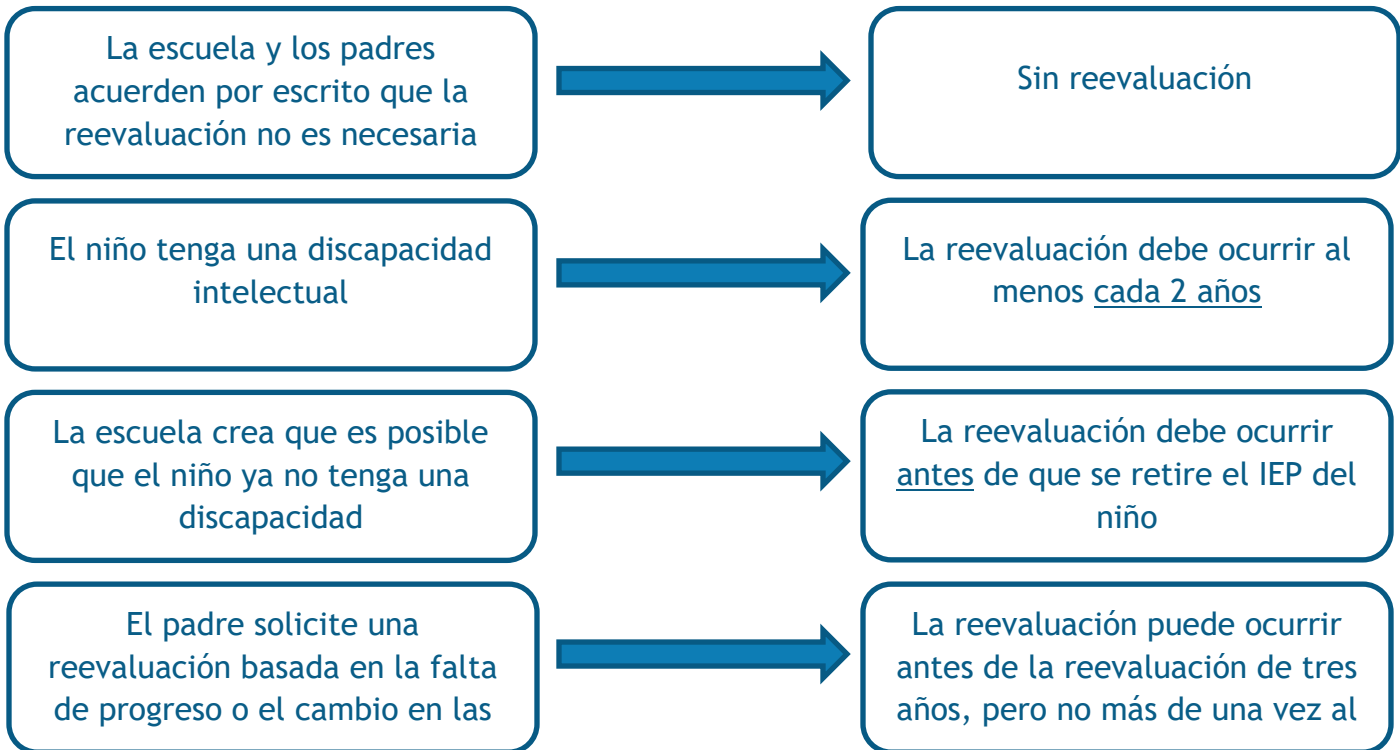 La escuela y los padres
acuerden por escrito que la
reevaluación no es necesaria
Sin reevaluación
El niño tenga una discapacidad
intelectual
La reevaluación debe ocurrir al
menos cada 2 años
La escuela crea que es posible
que el niño ya no tenga una
discapacidad
La reevaluación debe ocurrir
antes de que se retire el IEP del
niño
El padre solicite una
reevaluación basada en la falta
de progreso o el cambio en las
La reevaluación puede ocurrir
antes de la reevaluación de tres
años, pero no más de una vez al